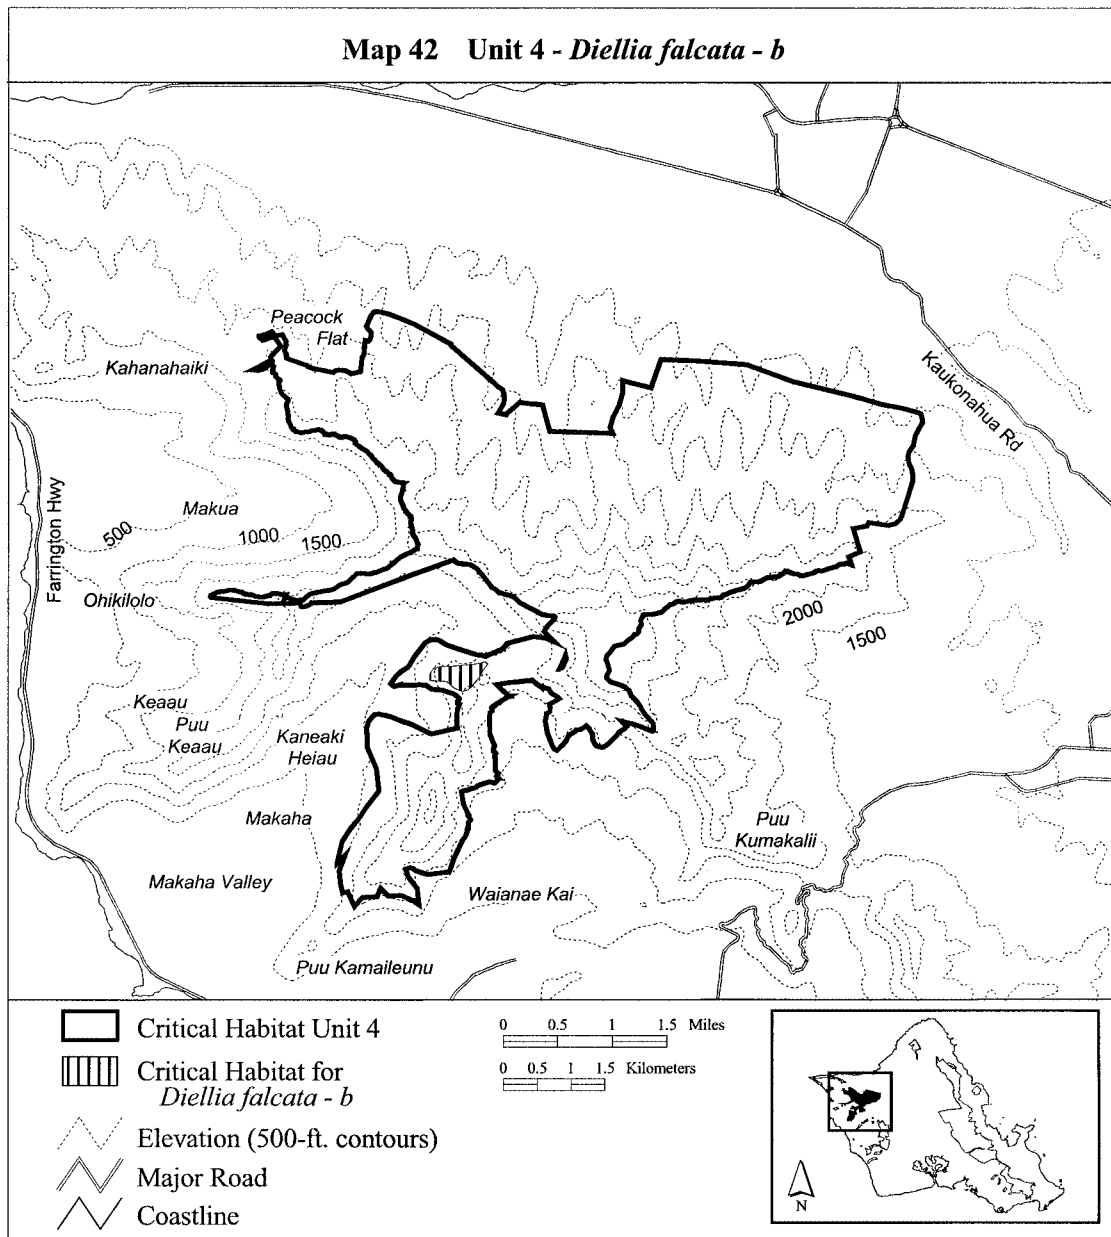 Map 42 Unit 4 - Diellia falcata - b
Peacock
Flat
Kahanahaiki
Kaukonahua Rd
Farrington Hwy
Makua
500
1000
1500
Ohikilolo
2000
1500
Keaau
Puu
Keaau
Kaneaki
Heiau
Makaha
Puu
Kumakalii
Makaha Valley
Waianae Kai
Puu Kamaileunu
Critical Habitat Unit 4
Critical Habitat for
Diellia falcata - b
Elevation (500-ft. contours)
Major Road
Coastline
0 0.5 1 1.5 Miles
0 0.5 1 1.5 Kilometers
N